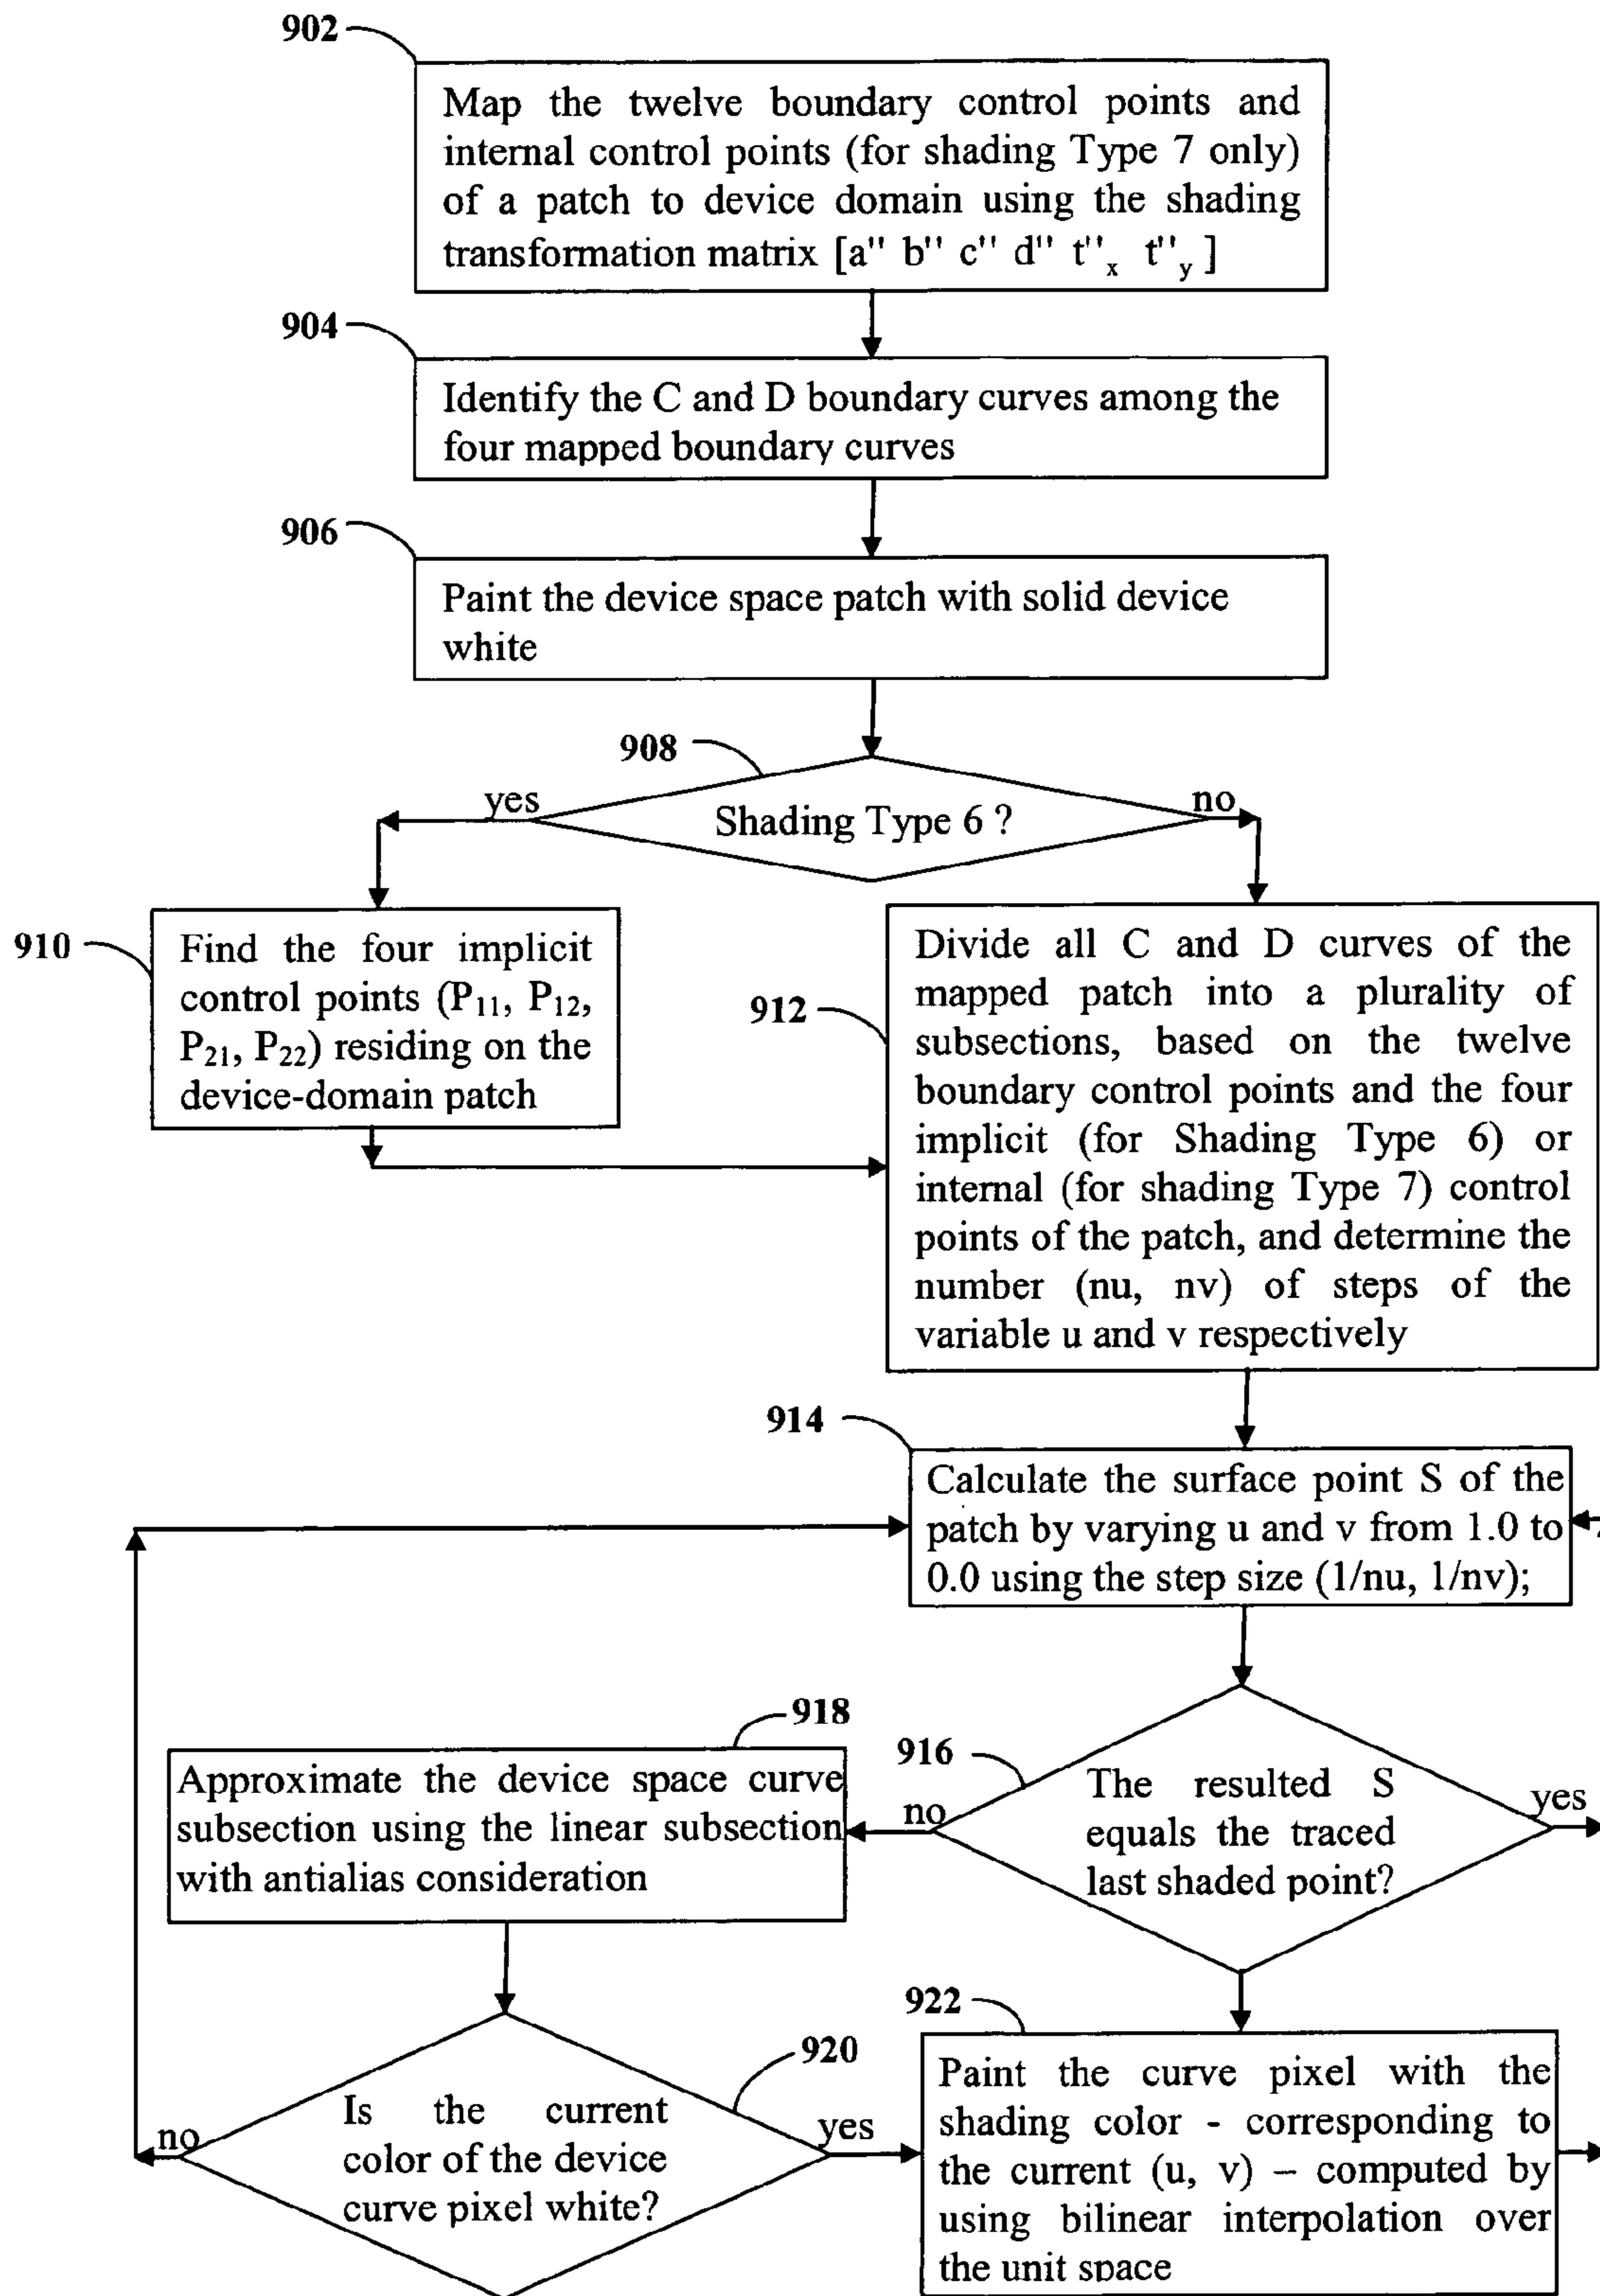 902
Map the twelve boundary control points and
internal control points (for shading Type 7 only)
of a patch to device domain using the shading
transformation matrix [a'' b'' c'' d'' t''x t''y ]
904
Identify the C and D boundary curves among the
four mapped boundary curves
906
Paint the device space patch with solid device
white
908
yes
Shading Type 6 ?
no
910
Find the four implicit
control points (P11, P12,
P21, P22) residing on the
device-domain patch
912
Divide all C and D curves of the
mapped patch into a plurality of
subsections, based on the twelve
boundary control points and the four
implicit (for Shading Type 6) or
internal (for shading Type 7) control
points of the patch, and determine the
number (nu, nv) of steps of the
variable u and v respectively
914
Calculate the surface point S of the
patch by varying u and v from 1.0 to
0.0 using the step size (1/nu, 1/nv);
916
The resulted S
equals the traced
last shaded point?
no
yes
918
Approximate the device space curve
subsection using the linear subsection
with antialias consideration
920
Is the current
color of the device
curve pixel white?
no
yes
922
Paint the curve pixel with the
shading color - corresponding to
the current (u, v) – computed by
using bilinear interpolation over
the unit space